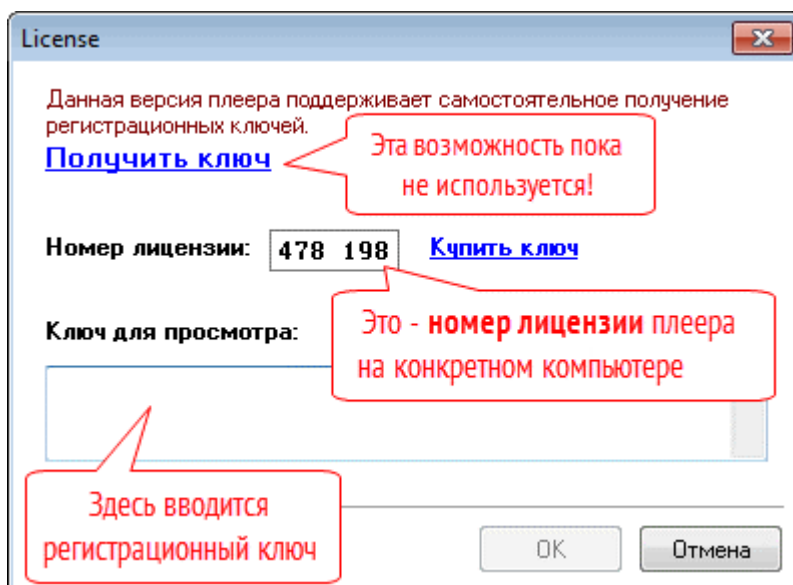 License
Данная версия плеера поддерживает самостоятельное получение
регистрационных ключей.
Получить ключ
Эта возможность пока
не используется!
Номер лицензии: 478 198 Купить ключ
Это - номер лицензии плеера
на конкретном компьютере
Ключ для просмотра:
Здесь вводится
регистрационный ключ
OK Отмена